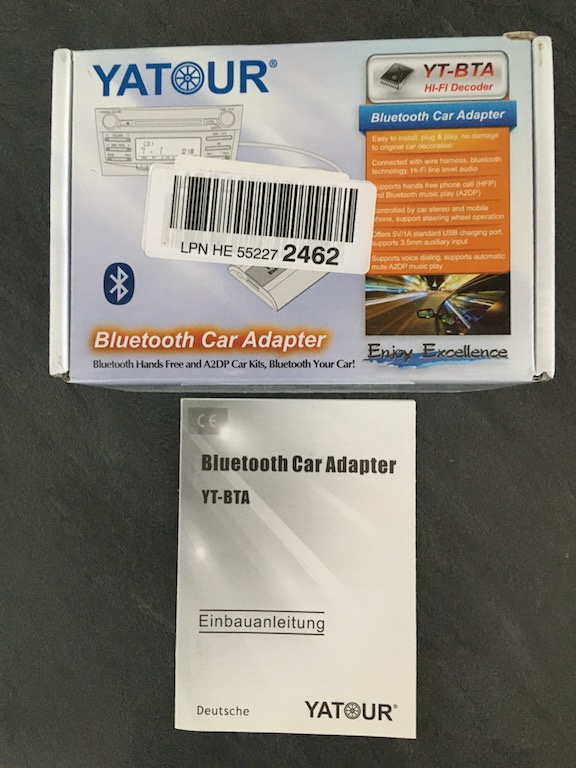 YATOUR®
YT-BTA
HI-FI Decoder
Bluetooth Car Adapter
Easy to install, plug & play, no damage
to original car decoration
Connected with wire harness, bluetooth
technology, Hi-Fi line level audio
supports hands free phone call (HFP)
and Bluetooth music play (A2DP)
Controlled by car stereo and mobile
phone, support steering wheel operation
Offers 5V/1A standard USB charging port,
supports 3.5mm auxiliary input
Supports voice dialing, supports automatic
mute A2DP music play
CD1
LPN HE 55227 2462
Bluetooth Car Adapter
Bluetooth Hands Free and A2DP Car Kits, Bluetooth Your Car!
Enjoy Excellence
CE
Bluetooth Car Adapter
YT-BTA
Einbauanleitung
Deutsche
YATOUR®